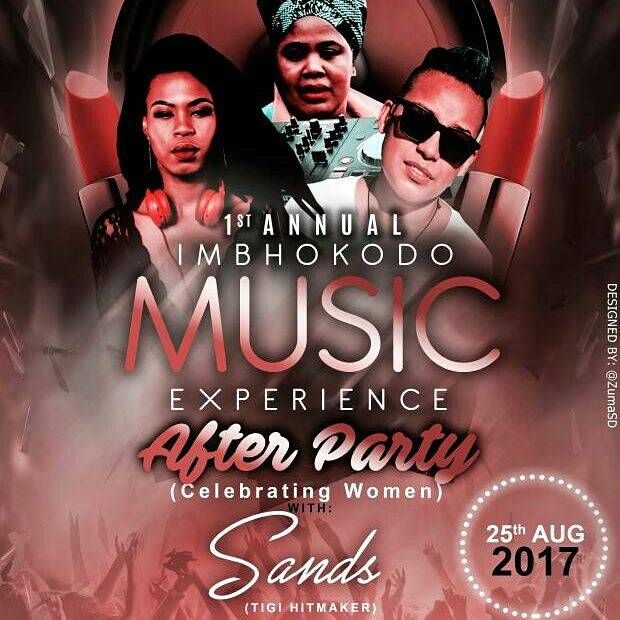 1ST ANNUAL
IMBHOKODO
MUSIC
EXPERIENCE
After Party
(Celebrating Women)
WITH:
Sands
(TIGI HITMAKER)
25th AUG
2017
DESIGNED BY: @ZumaSD